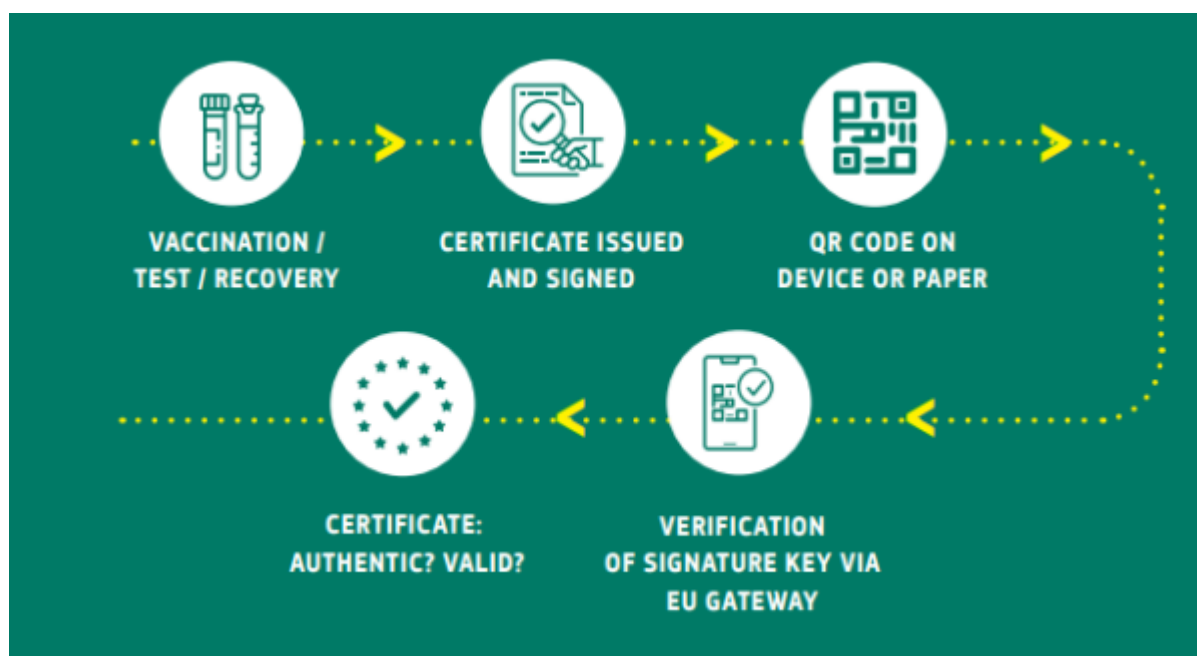 VACCINATION /
TEST / RECOVERY
CERTIFICATE ISSUED
AND SIGNED
QR CODE ON
DEVICE OR PAPER
VERIFICATION
OF SIGNATURE KEY VIA
EU GATEWAY
CERTIFICATE:
AUTHENTIC? VALID?